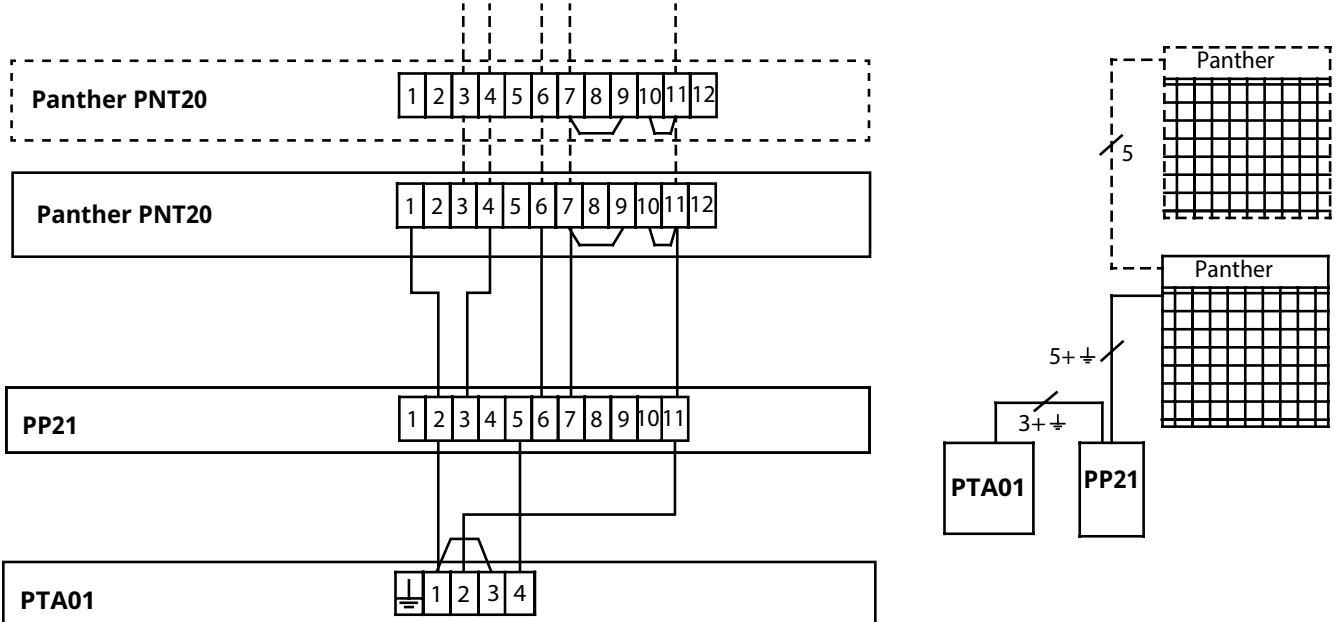 Panther PNT20
1 2 3 4 5 6 7 8 9 10 11 12
Panther PNT20
1 2 3 4 5 6 7 8 9 10 11 12
PP21
1 2 3 4 5 6 7 8 9 10 11
PTA01
1 2 3 4
Panther
5
Panther
5+
3+
PTA01
PP21